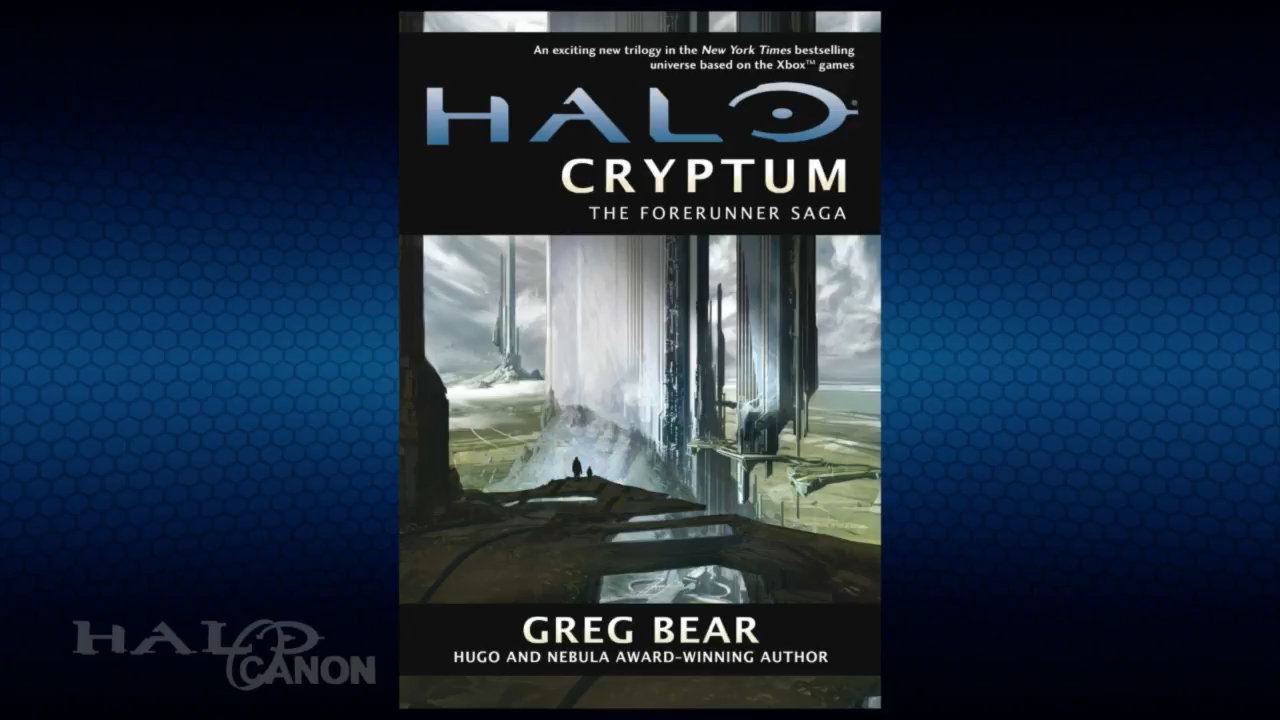 An exciting new trilogy in the New York Times bestselling
universe based on the Xbox™ games
HALO®
CRYPTUM
THE FORERUNNER SAGA
GREG BEAR
HUGO AND NEBULA AWARD–WINNING AUTHOR
HALO
CANON